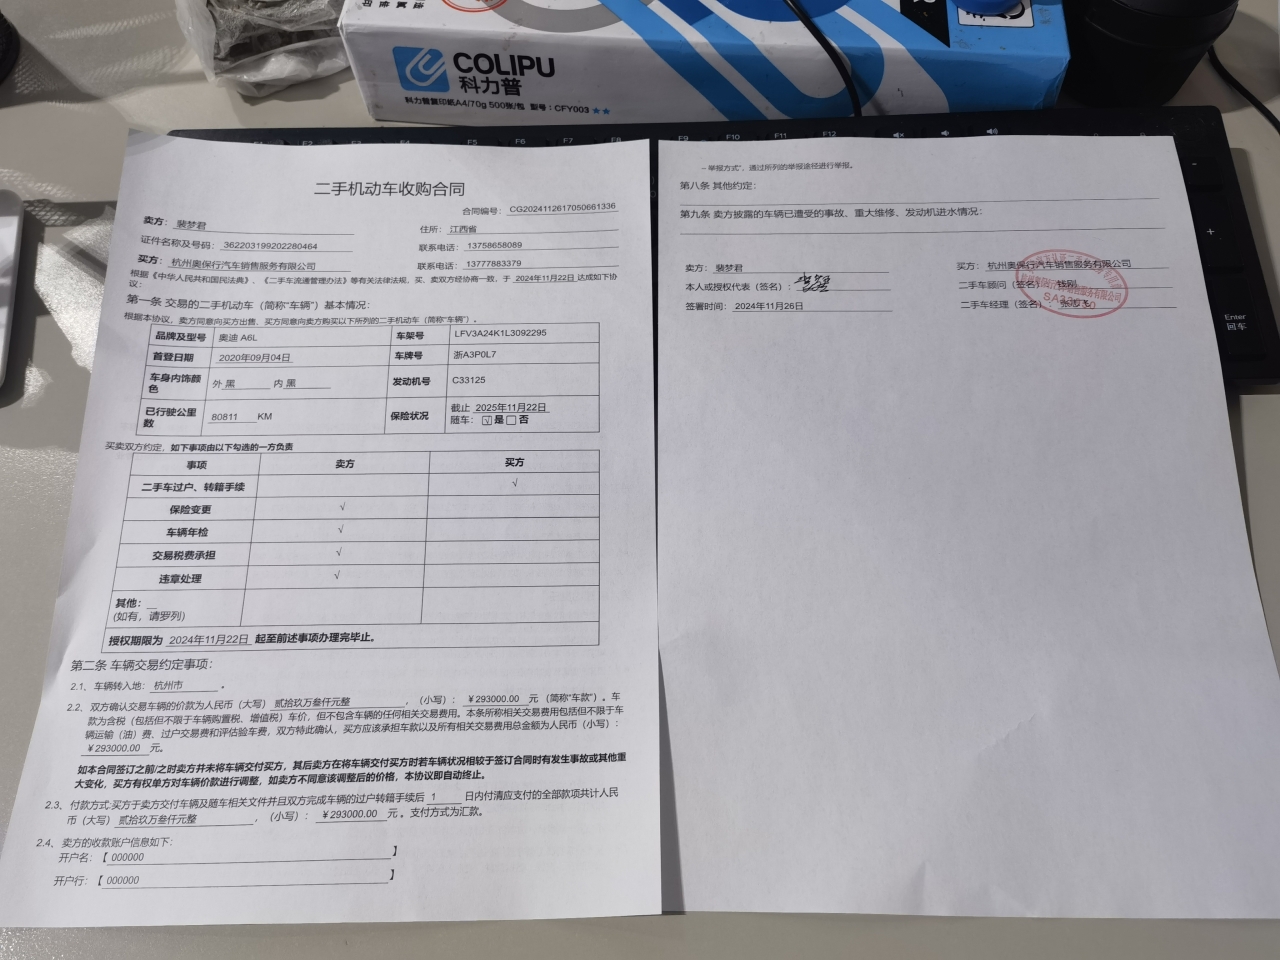 COLIPU
科力普
科力普复印纸A4/70g 500张/包 型号：CFY003 ★★
F5
F6
F7
F8
F9
F10
F11
F12
Enter
回车
二手机动车收购合同
合同编号： CG2024112617050661336
卖方： 裴梦君
住所： 江西省
证件名称及号码： 362203199202280464
联系电话： 13758658089
买方： 杭州奥保行汽车销售服务有限公司
联系电话： 13777883379
根据《中华人民共和国民法典》、《二手车流通管理办法》等有关法律法规，买、卖双方经协商一致，于 2024年11月22日 达成如下协
议：
第一条 交易的二手机动车（简称“车辆”）基本情况：
根据本协议，卖方同意向买方出售、买方同意向卖方购买以下所列的二手机动车（简称“车辆”）。
品牌及型号 奥迪 A6L 车架号 LFV3A24K1L3092295
首登日期 2020年09月04日 车牌号 浙A3P0L7
车身内饰颜色 外 黑 内 黑 发动机号 C33125
已行驶公里数 80811 KM 保险状况 截止 2025年11月22日
随车： ☑是☐否
买卖双方约定，如下事项由以下勾选的一方负责
事项 卖方 买方
二手车过户、转籍手续 √
保险变更 √
车辆年检 √
交易税费承担 √
违章处理 √
其他：__
(如有，请罗列)
授权期限为 2024年11月22日 起至前述事项办理完毕止。
第二条 车辆交易约定事项：
2.1、车辆转入地： 杭州市 。
2.2、双方确认交易车辆的价款为人民币（大写） 贰拾玖万叁仟元整 ，（小写）： ￥293000.00 元（简称“车款”）。车
款为含税（包括但不限于车辆购置税、增值税）车价，但不包含车辆的任何相关交易费用。本条所称相关交易费用包括但不限于车
辆运输（油）费、过户交易费和评估验车费，双方特此确认，买方应该承担车款以及所有相关交易费用总金额为人民币（小写）：
￥293000.00 元。
如本合同签订之前/之时卖方并未将车辆交付买方，其后卖方在将车辆交付买方时若车辆状况相较于签订合同时有发生事故或其他重
大变化，买方有权单方对车辆价款进行调整，如卖方不同意该调整后的价格，本协议即自动终止。
2.3、付款方式:买方于卖方交付车辆及随车相关文件并且双方完成车辆的过户转籍手续后 1 日内付清应支付的全部款项共计人民
币（大写） 贰拾玖万叁仟元整 ，（小写）： ￥293000.00 元 。支付方式为汇款。
2.4、卖方的收款账户信息如下:
开户名：【 000000 】
开户行：【 000000 】
－举报方式”，通过所列的举报途径进行举报。
第八条 其他约定：
第九条 卖方披露的车辆已遭受的事故、重大维修、发动机进水情况：
卖方： 裴梦君
买方： 杭州奥保行汽车销售服务有限公司
本人或授权代表（签名）：
二手车顾问（签名）： 钱刚
签署时间： 2024年11月26日
二手车经理（签名）：